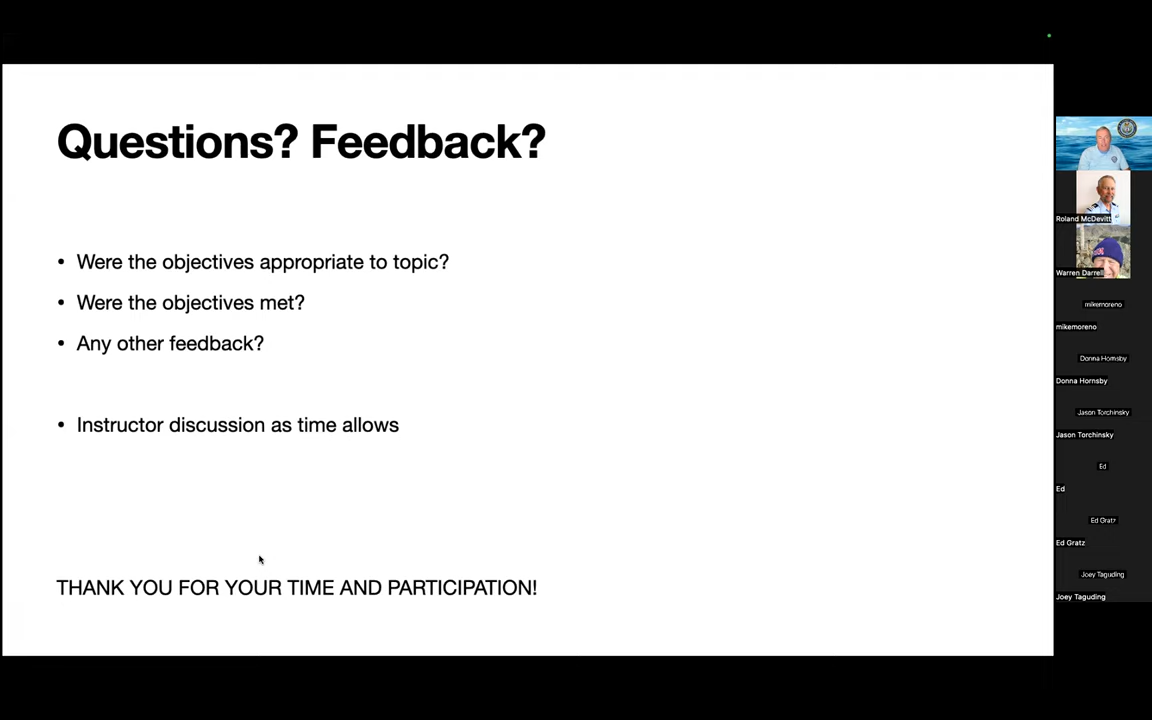 Questions? Feedback?
• Were the objectives appropriate to topic?
• Were the objectives met?
• Any other feedback?
• Instructor discussion as time allows
THANK YOU FOR YOUR TIME AND PARTICIPATION!
Roland McDevitt
Warren Darrell
mikemoreno
mikemoreno
Donna Hornsby
Donna Hornsby
Jason Torchinsky
Jason Torchinsky
Ed
Ed
Ed Gratz
Ed Gratz
Joey Taguding
Joey Taguding